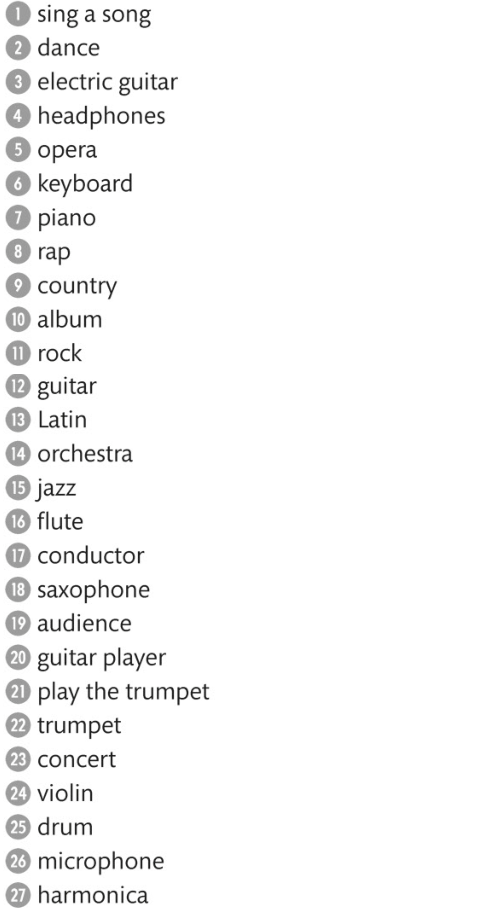 1 sing a song
2 dance
3 electric guitar
4 headphones
5 opera
6 keyboard
7 piano
8 rap
9 country
10 album
11 rock
12 guitar
13 Latin
14 orchestra
15 jazz
16 flute
17 conductor
18 saxophone
19 audience
20 guitar player
21 play the trumpet
22 trumpet
23 concert
24 violin
25 drum
26 microphone
27 harmonica